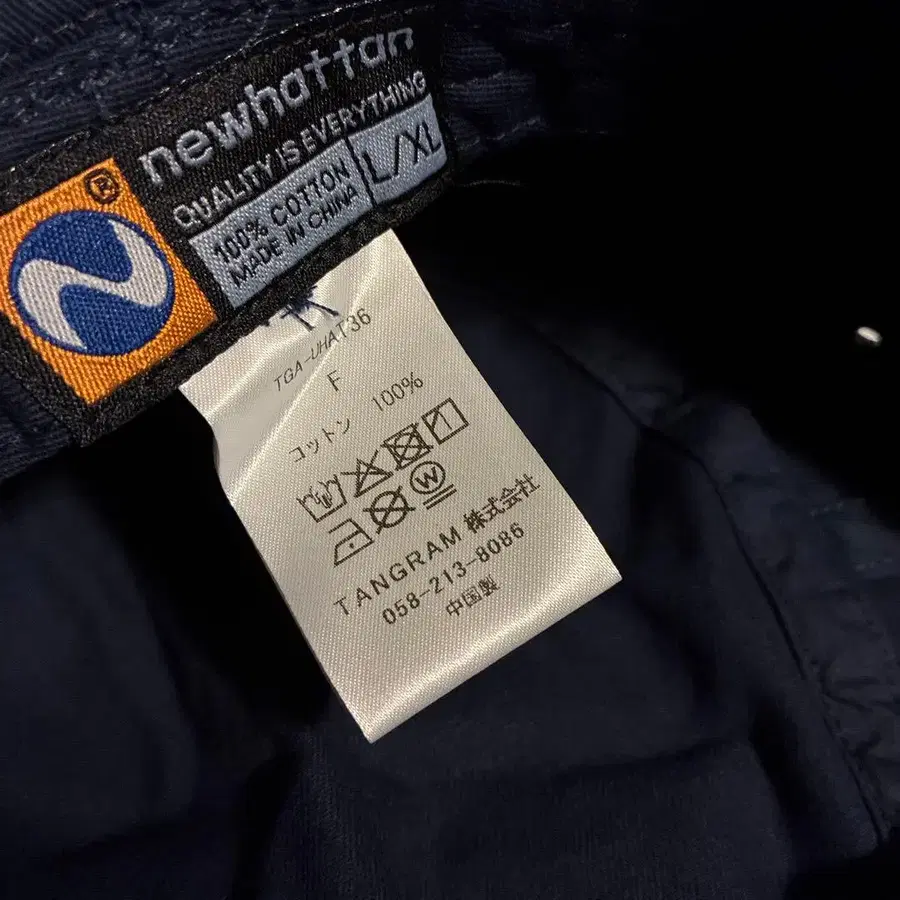 newhattan
QUALITY IS EVERYTHING
100% COTTON
MADE IN CHINA
L/XL
®
TGA-UHAT36
F
コットン 100%
W
TANGRAM 株式会社
058-213-8086
中国製